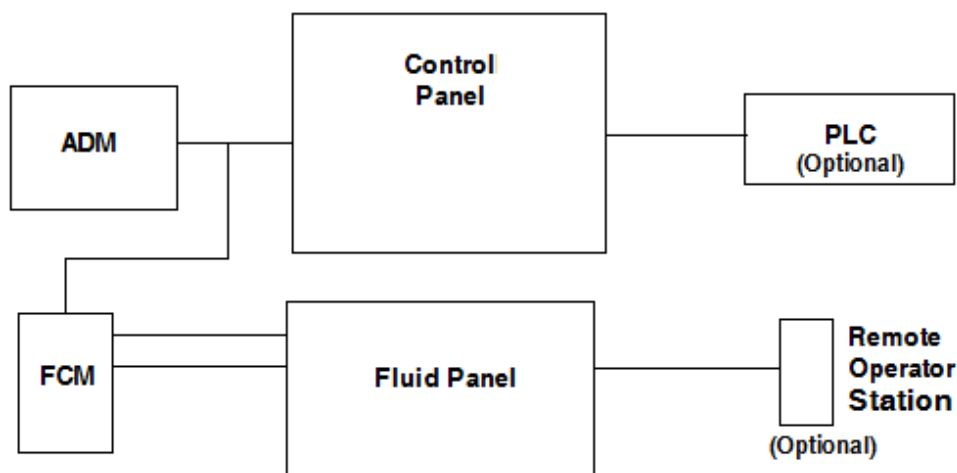 Control
Panel
ADM
PLC
(Optional)
FCM
Fluid Panel
Remote
Operator
Station
(Optional)